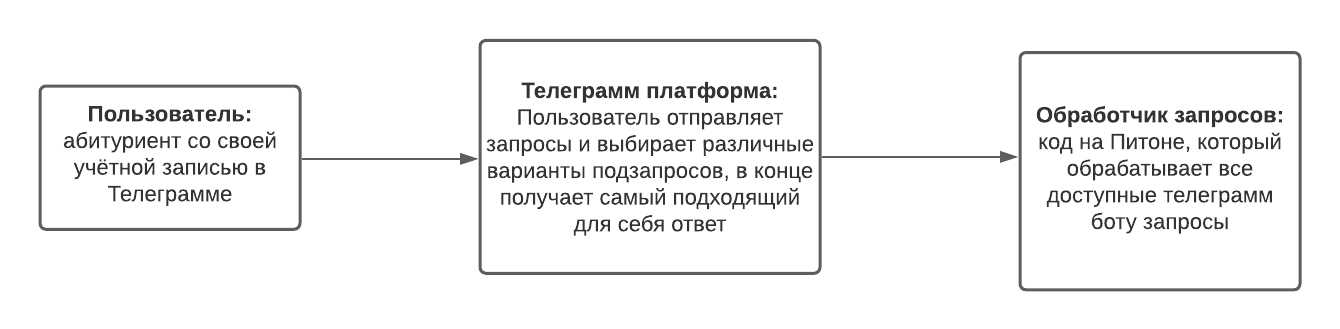 Пользователь:
абитуриент со своей
учётной записью в
Телеграмме
Телеграмм платформа:
Пользователь отправляет
запросы и выбирает различные
варианты подзапросов, в конце
получает самый подходящий
для себя ответ
Обработчик запросов:
код на Питоне, который
обрабатывает все
доступные телеграмм
боту запросы